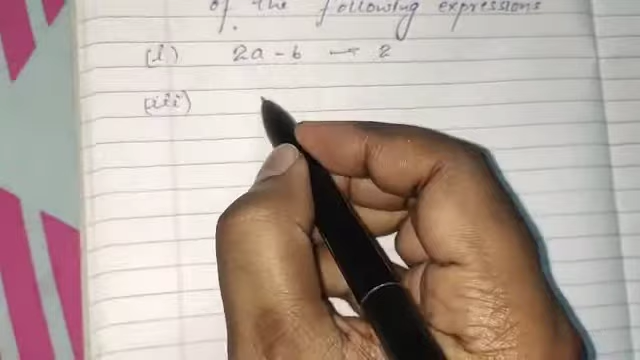 of the following expressions
(i) 2a - b → 2
(iii)